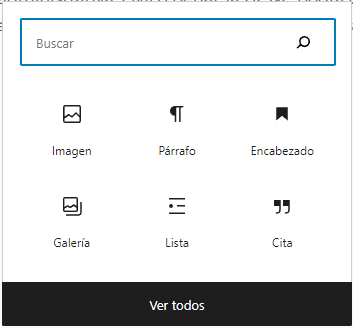 Buscar
Imagen Párrafo Encabezado
Galería Lista Cita
Ver todos